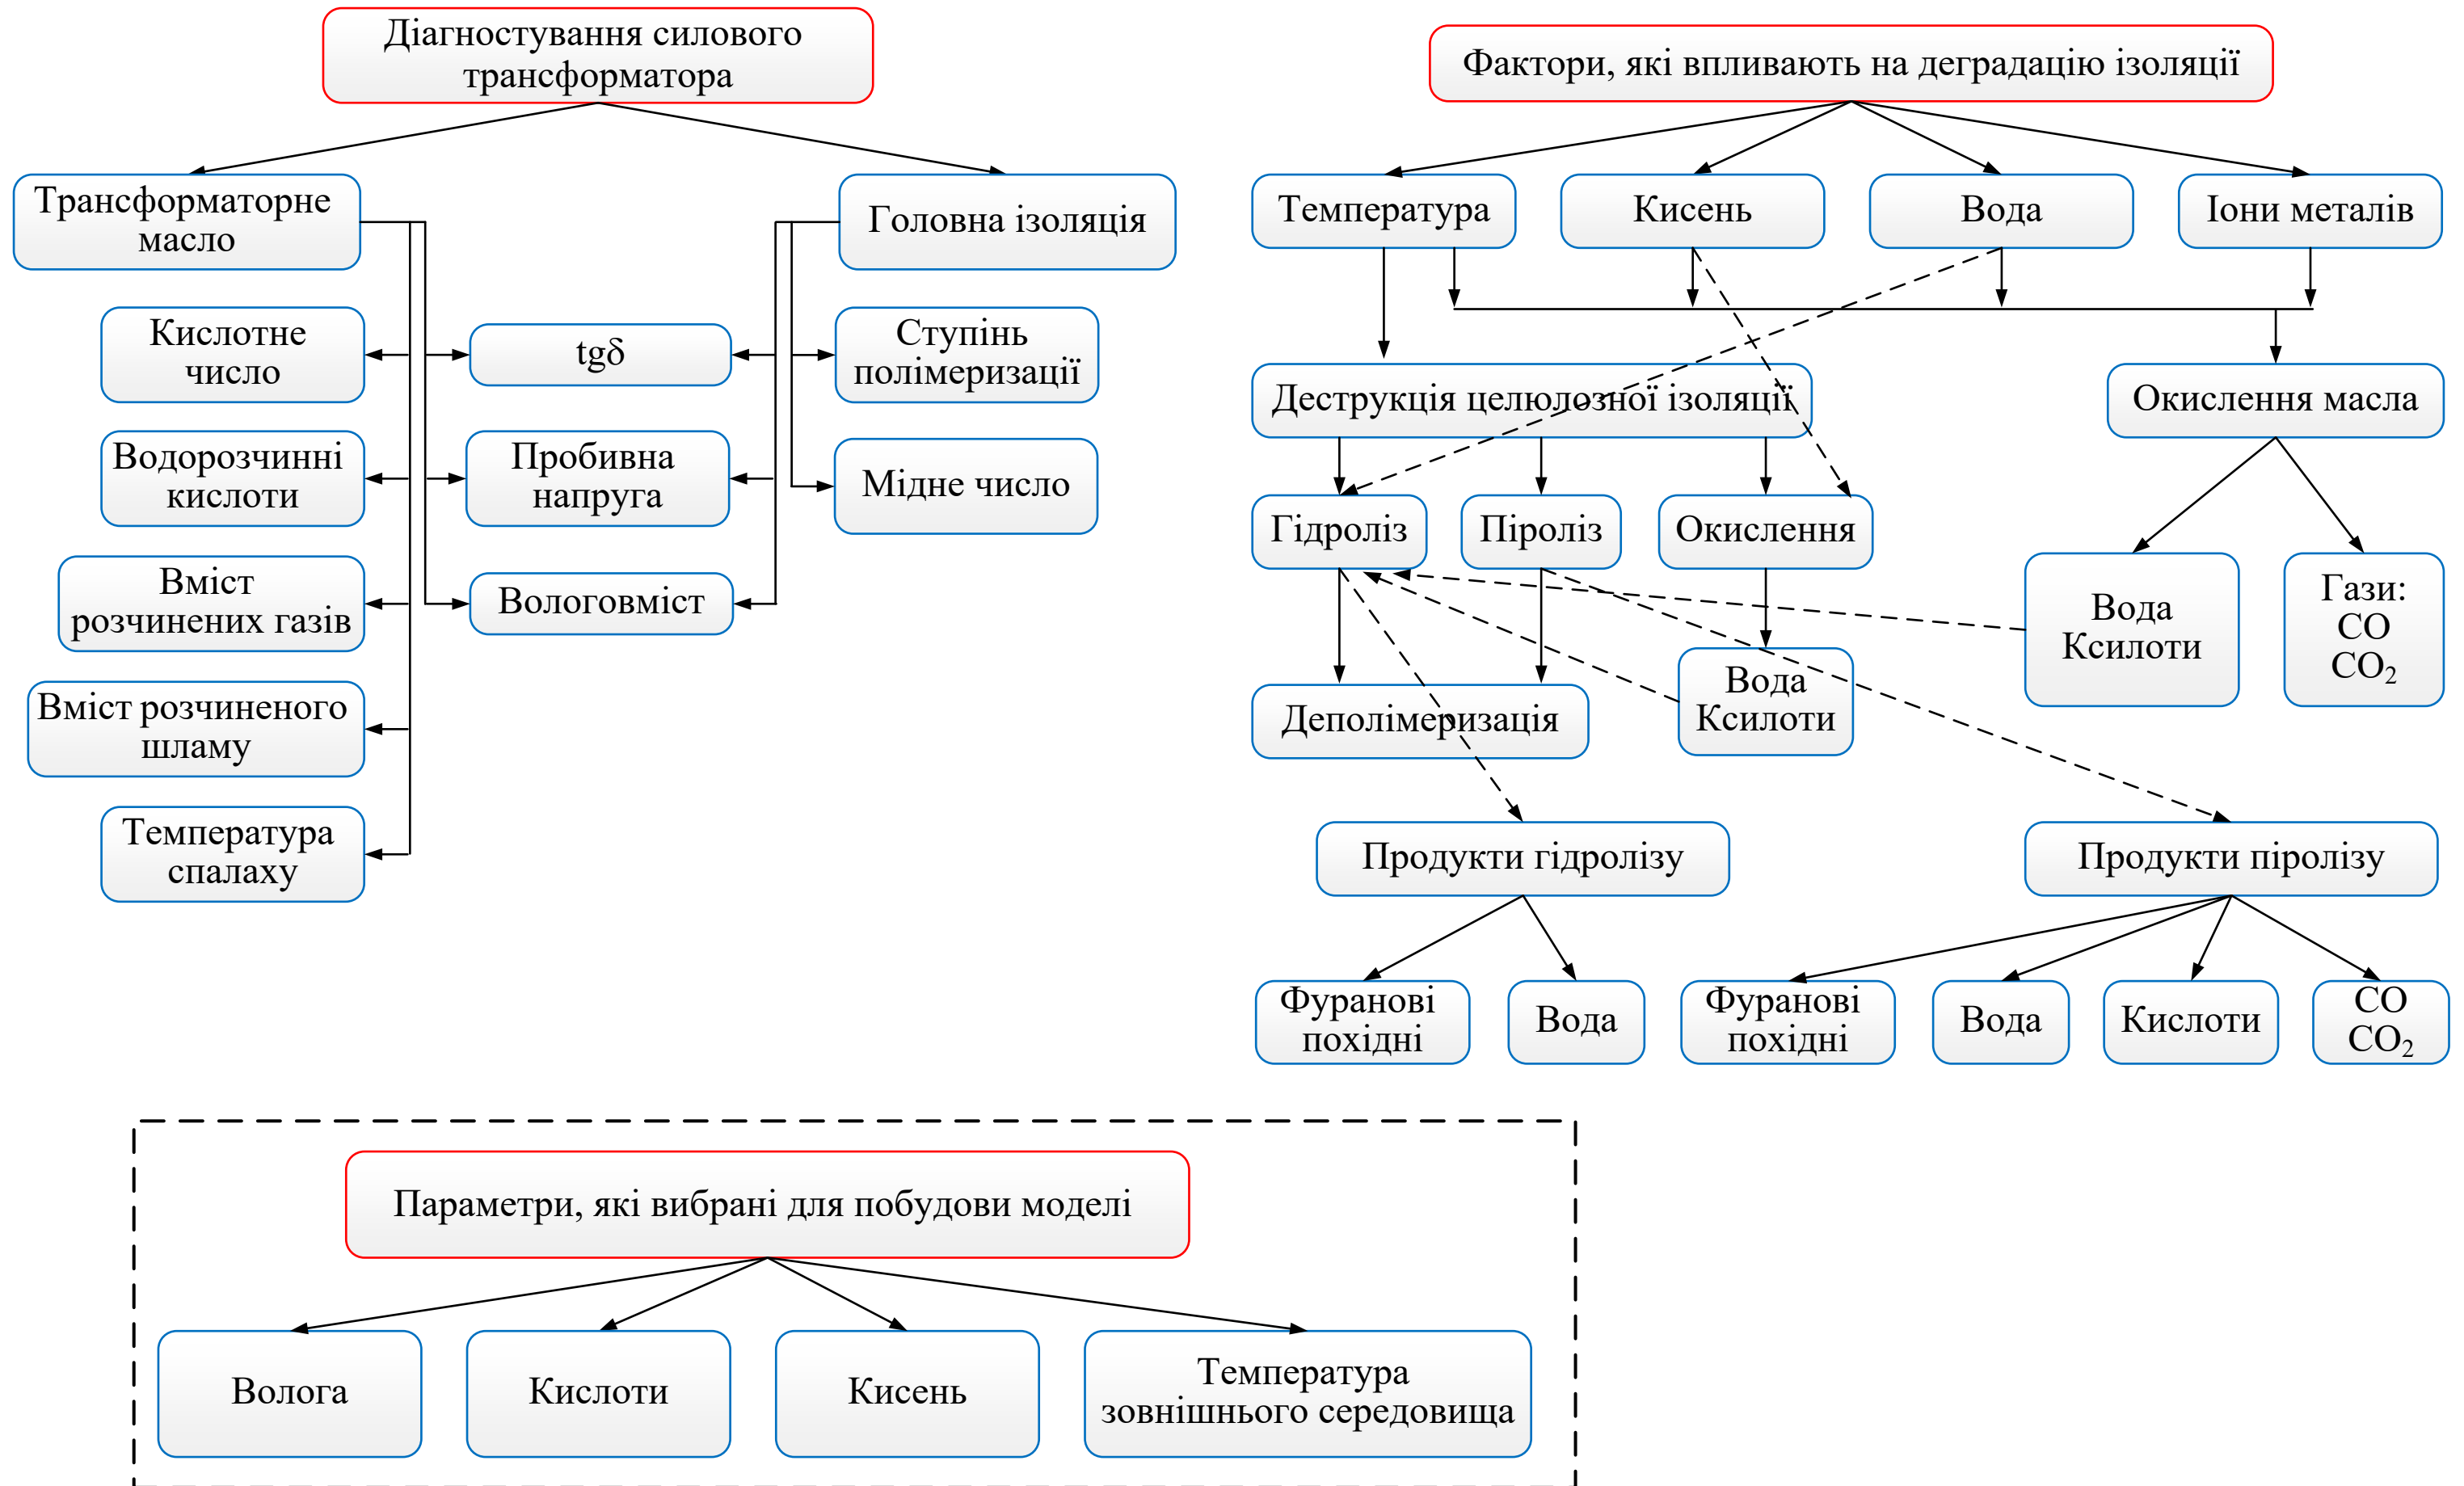 Діагностування силового
трансформатора
Трансформаторне
масло
Головна ізоляція
Кислотне
число
tgδ
Ступінь
полімеризації
Водорозчинні
кислоти
Пробивна
напруга
Мідне число
Вміст
розчинених газів
Вологовміст
Вміст розчиненого
шламу
Температура
спалаху
Фактори, які впливають на деградацію ізоляції
Температура
Кисень
Вода
Іони металів
Деструкція целюлозної ізоляції
Окислення масла
Гідроліз
Піроліз
Окислення
Вода
Ксилоти
Гази:
CO
CO₂
Деполімеризація
Вода
Ксилоти
Продукти гідролізу
Продукти піролізу
Фуранові
похідні
Вода
Фуранові
похідні
Вода
Кислоти
CO
CO₂
Параметри, які вибрані для побудови моделі
Волога
Кислоти
Кисень
Температура
зовнішнього середовища